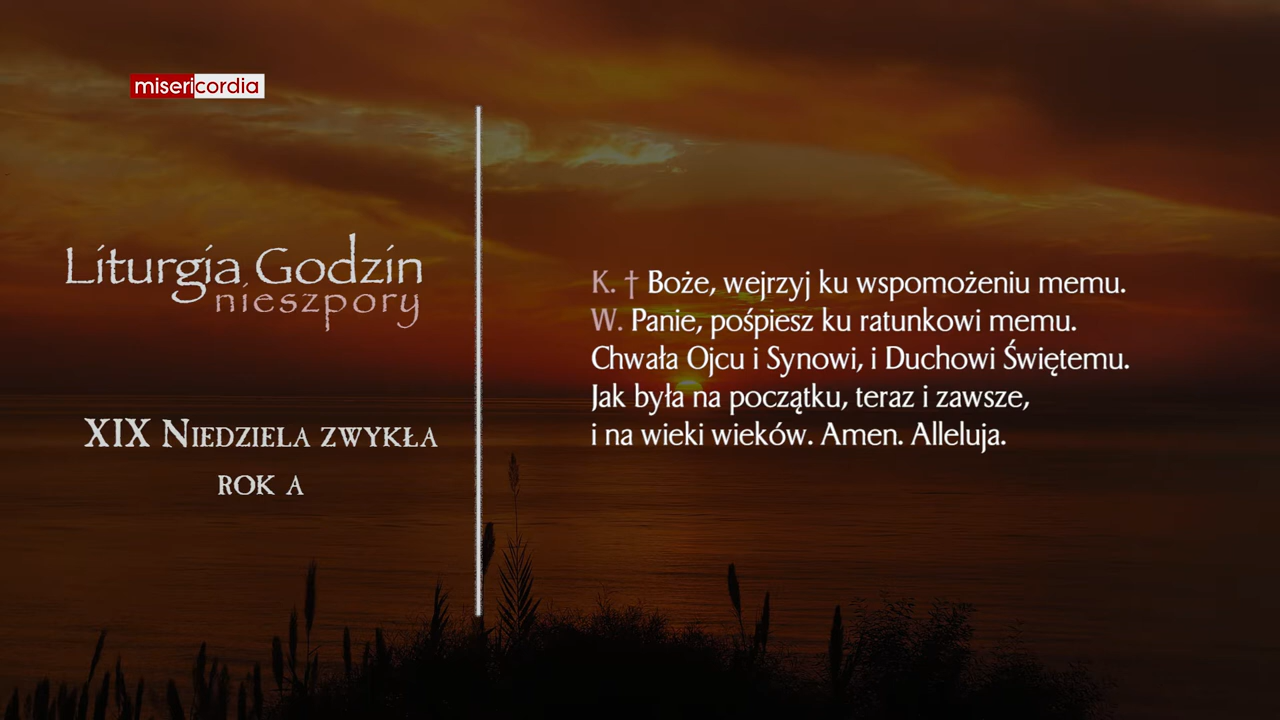 misericordia
Liturgia Godzin
nieszpory
XIX Niedziela zwykła
rok A
K. † Boże, wejrzyj ku wspomożeniu memu.
W. Panie, pośpiesz ku ratunkowi memu.
Chwała Ojcu i Synowi, i Duchowi Świętemu.
Jak była na początku, teraz i zawsze,
i na wieki wieków. Amen. Alleluja.